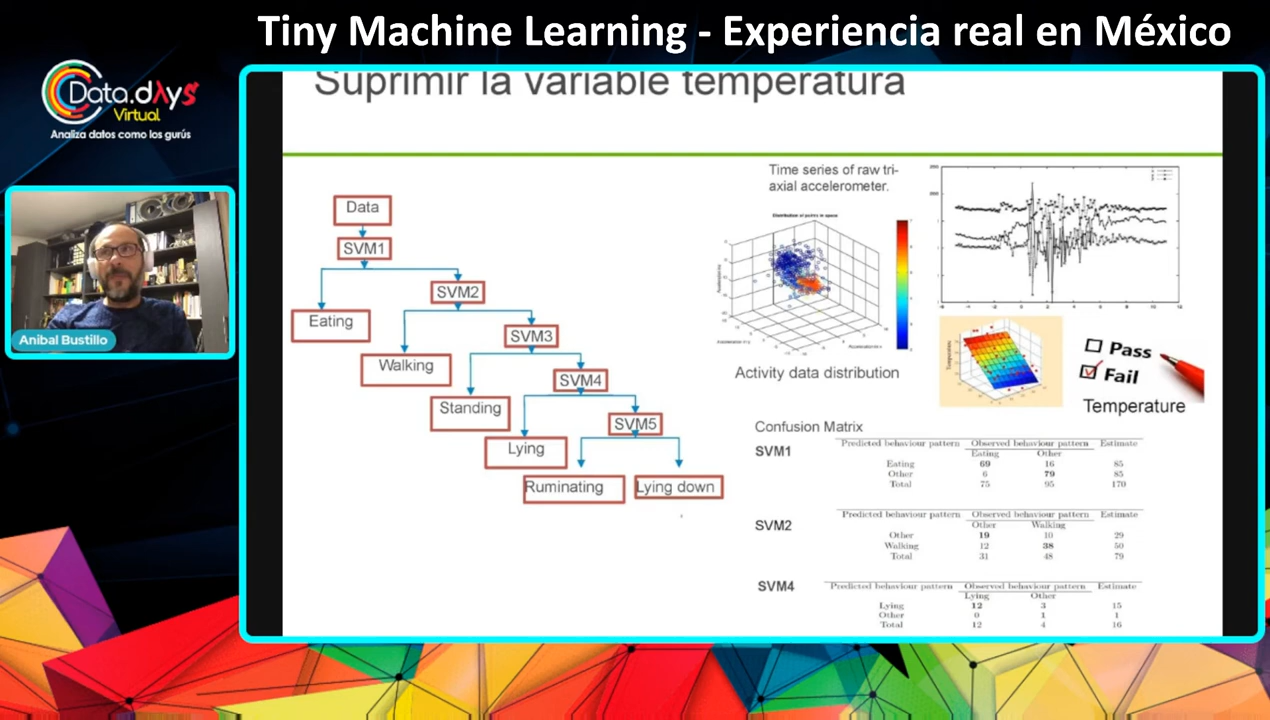 Tiny Machine Learning - Experiencia real en México
Data.dAys
Virtual
Analiza datos como los gurús
Anibal Bustillo
Suprimir la variable temperatura
Data
SVM1
Eating
SVM2
Walking
SVM3
Standing
SVM4
Lying
SVM5
Ruminating
Lying down
Time series of raw tri-
axial accelerometer.
Distribution of points in space
Activity data distribution
Pass
Fail
Temperature
Confusion Matrix
SVM1
Predicted behaviour pattern Observed behaviour pattern Estimate
Eating Other
Eating 69 16 85
Other 6 79 85
Total 75 95 170
SVM2
Predicted behaviour pattern Observed behaviour pattern Estimate
Other Walking
Other 19 10 29
Walking 12 38 50
Total 31 48 79
SVM4
Predicted behaviour pattern Observed behaviour pattern Estimate
Lying Other
Lying 12 3 15
Other 0 1 1
Total 12 4 16